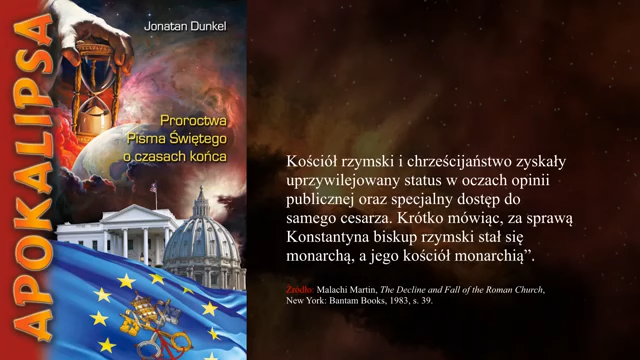 APOKALIPSA
Jonatan Dunkel
Proroctwa
Pisma Świętego
o czasach końca
Kościół rzymski i chrześcijaństwo zyskały
uprzywilejowany status w oczach opinii
publicznej oraz specjalny dostęp do
samego cesarza. Krótko mówiąc, za sprawą
Konstantyna biskup rzymski stał się
monarchą, a jego kościół monarchią”.
Źródło: Malachi Martin, The Decline and Fall of the Roman Church,
New York: Bantam Books, 1983, s. 39.